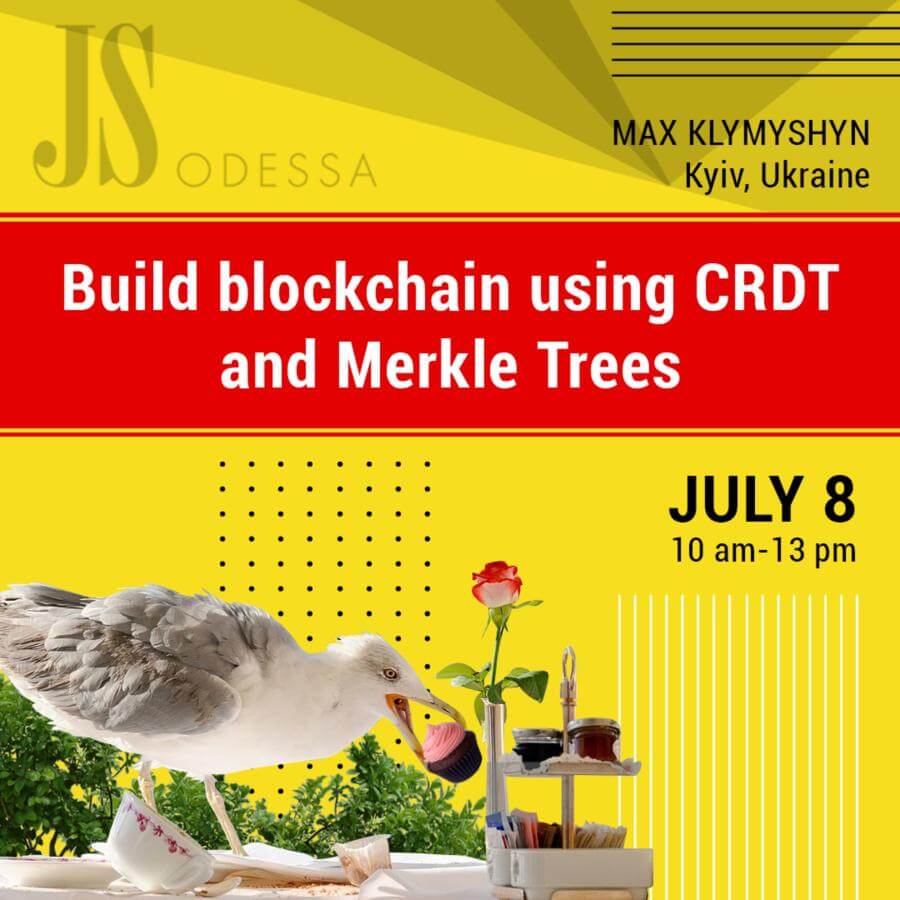 JS ODESSA
MAX KLYMYSHYN
Kyiv, Ukraine
Build blockchain using CRDT
and Merkle Trees
JULY 8
10 am-13 pm